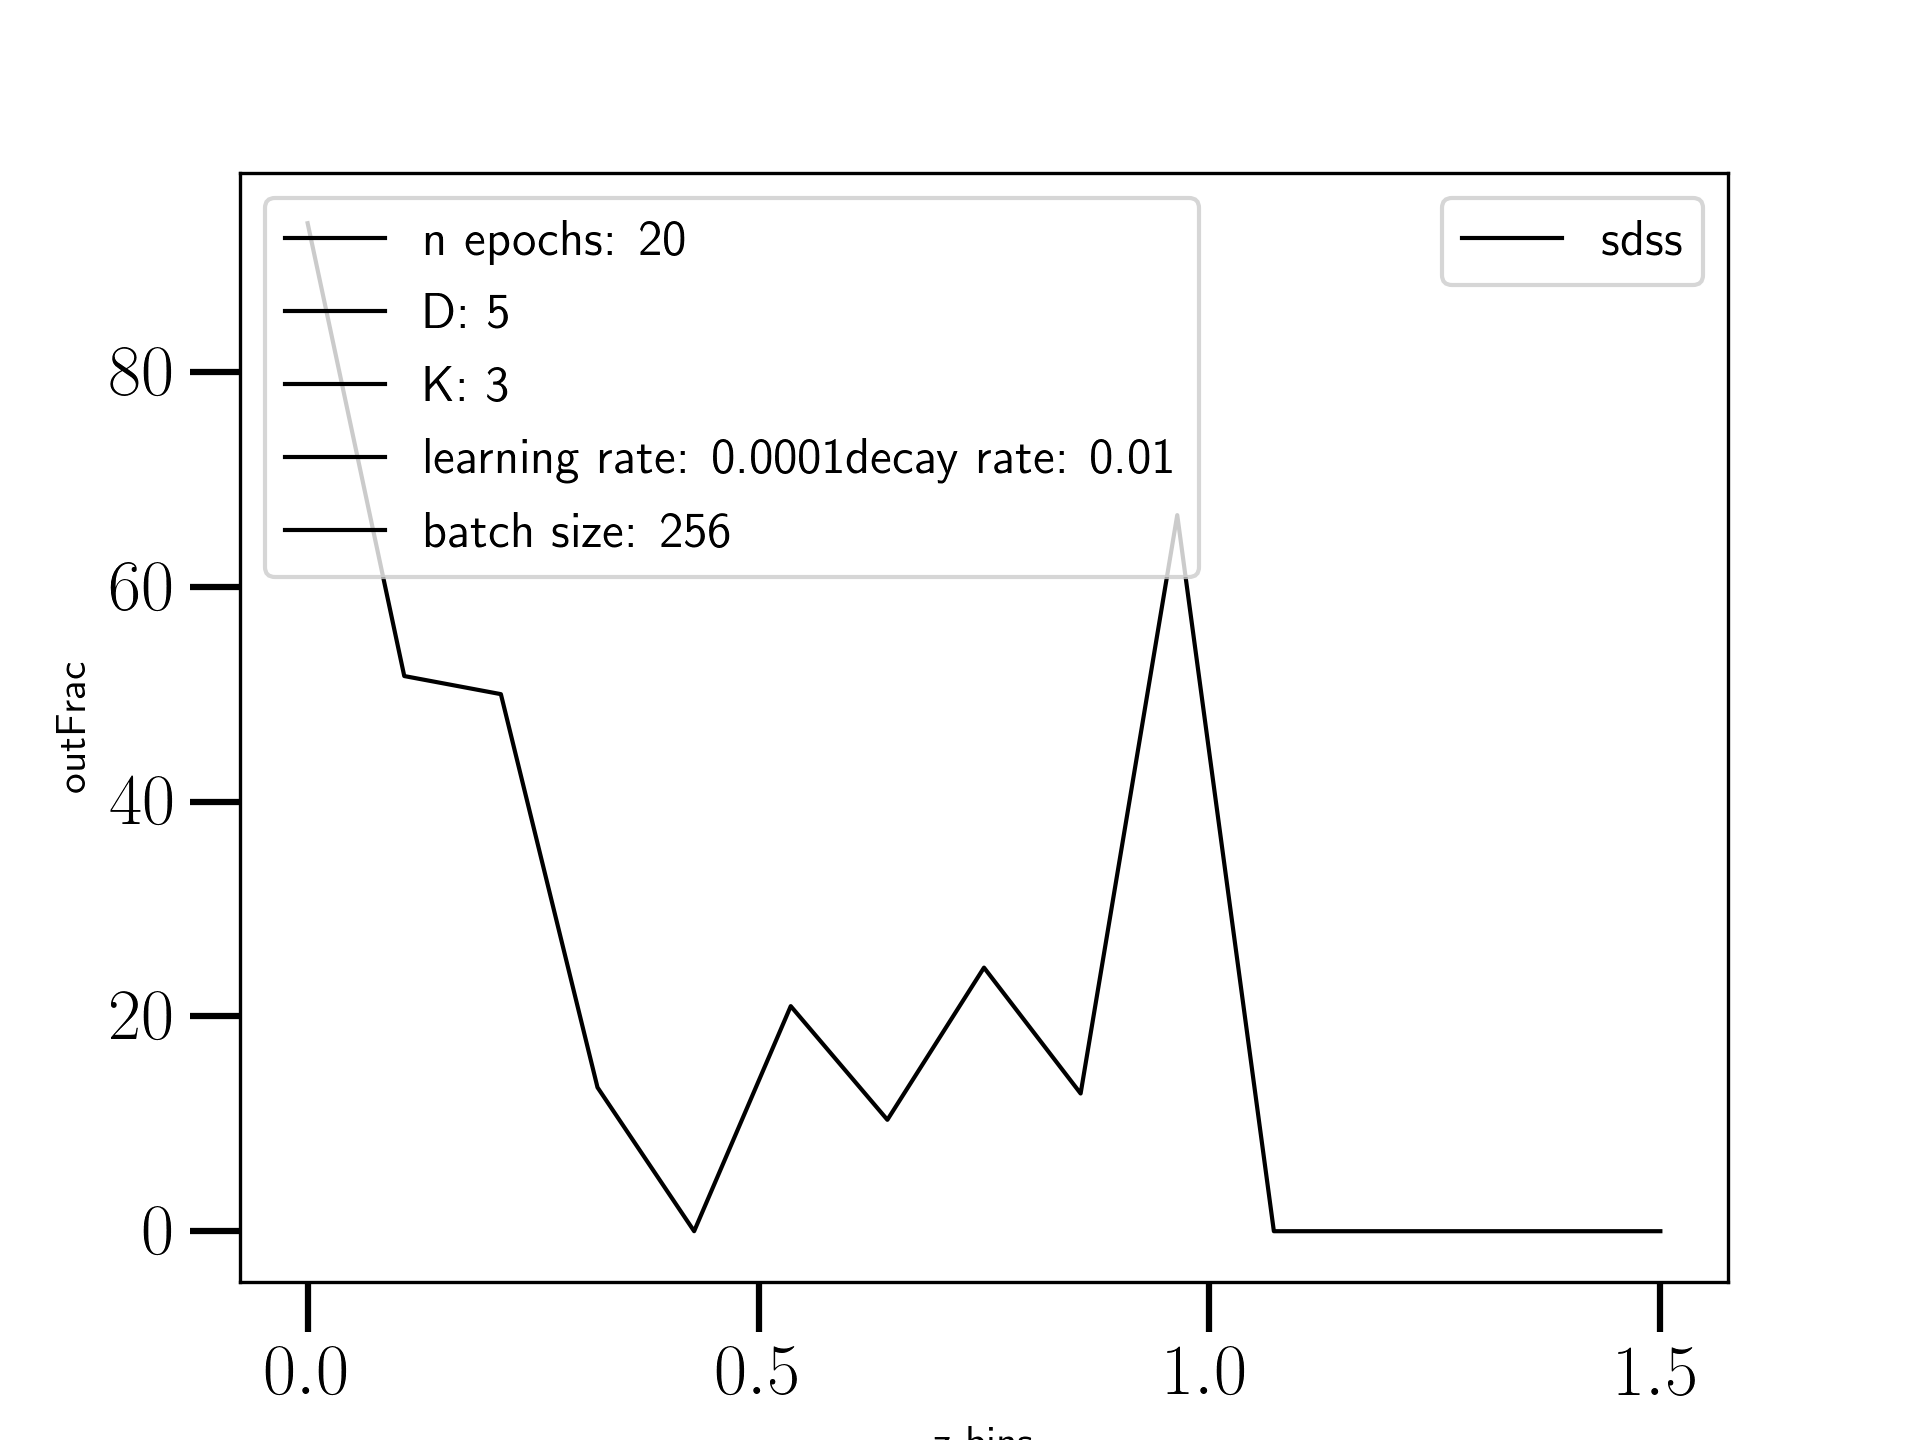 n epochs: 20
D: 5
K: 3
learning rate: 0.0001decay rate: 0.01
batch size: 256
sdss
80
60
40
20
0
outFrac
0.0 0.5 1.0 1.5
z bins